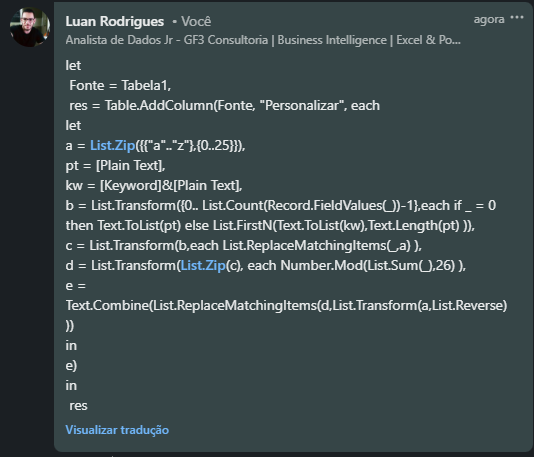 Luan Rodrigues • Você
agora •••
Analista de Dados Jr - GF3 Consultoria | Business Intelligence | Excel & Po...
let
Fonte = Tabela1,
res = Table.AddColumn(Fonte, "Personalizar", each
let
a = List.Zip({{"a".."z"},{0..25}}),
pt = [Plain Text],
kw = [Keyword]&[Plain Text],
b = List.Transform({0.. List.Count(Record.FieldValues(_))-1},each if _ = 0
then Text.ToList(pt) else List.FirstN(Text.ToList(kw),Text.Length(pt) )),
c = List.Transform(b,each List.ReplaceMatchingItems(_,a) ),
d = List.Transform(List.Zip(c), each Number.Mod(List.Sum(_),26) ),
e =
Text.Combine(List.ReplaceMatchingItems(d,List.Transform(a,List.Reverse)
))
in
e)
in
res
Visualizar tradução